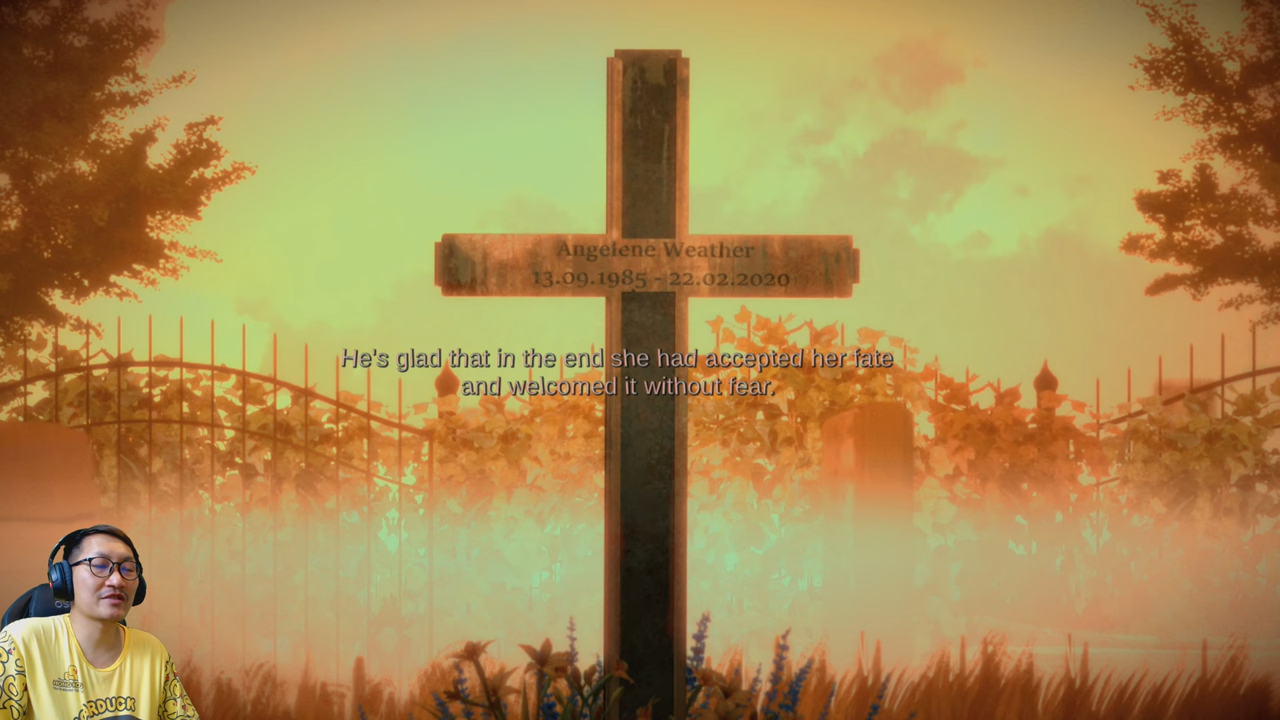 Angelene Weather
13.09.1985 - 22.02.2020
He's glad that in the end she had accepted her fate
and welcomed it without fear.